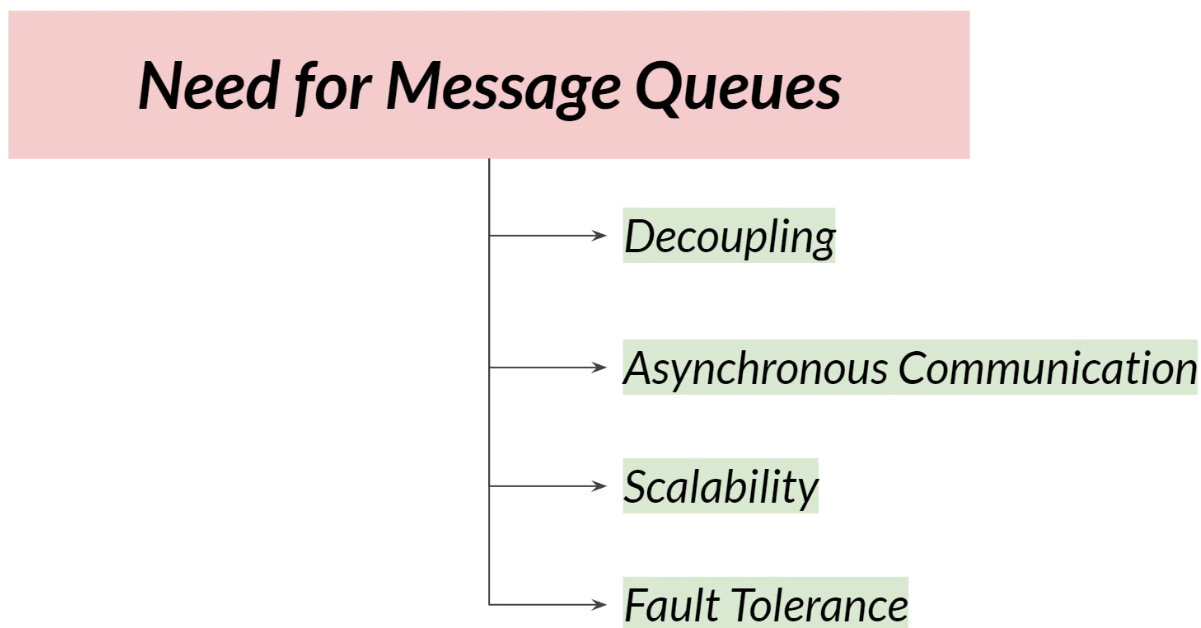 Need for Message Queues
Decoupling
Asynchronous Communication
Scalability
Fault Tolerance